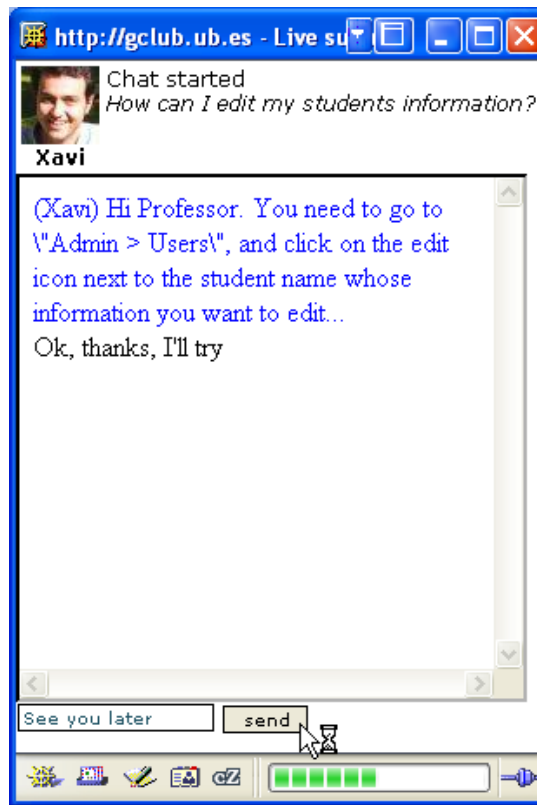 http://gclub.ub.es - Live su
Chat started
How can I edit my students information?
Xavi
(Xavi) Hi Professor. You need to go to
\"Admin > Users\", and click on the edit
icon next to the student name whose
information you want to edit...
Ok, thanks, I'll try
See you later
send